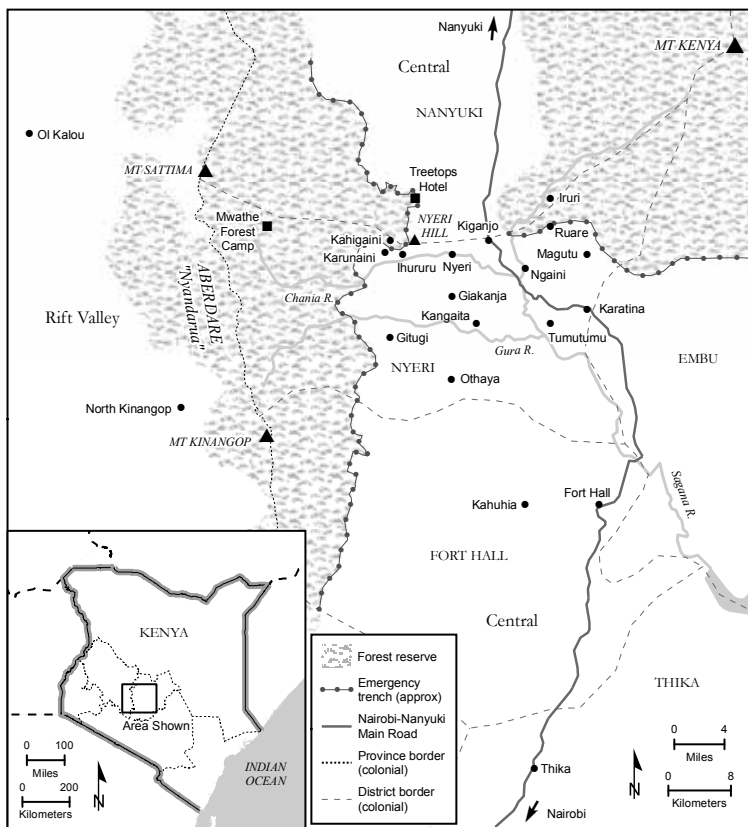 Nanyuki
MT KENYA
Central
NANYUKI
Ol Kalou
MT SATTIMA
Treetops
Hotel
Iruri
Mwathe
Forest
Camp
NYERI
HILL
Kahigaini
Kiganjo
Ruare
Karunaini
Magutu
Ihururu
Nyeri
Ngaini
ABERDARE
"Nyandarua"
Chania R.
Giakanja
Karatina
Rift Valley
Kangaita
Gitugi
Gura R.
Tumutumu
NYERI
EMBU
Othaya
North Kinangop
MT KINANGOP
Sagana R.
Kahuhia
Fort Hall
FORT HALL
Central
THIKA
Thika
Nairobi
KENYA
Area Shown
INDIAN
OCEAN
0 100
Miles
0 200
Kilometers
N
Forest reserve
Emergency
trench (approx)
Nairobi-Nanyuki
Main Road
Province border
(colonial)
District border
(colonial)
0 4
Miles
0 8
Kilometers
N